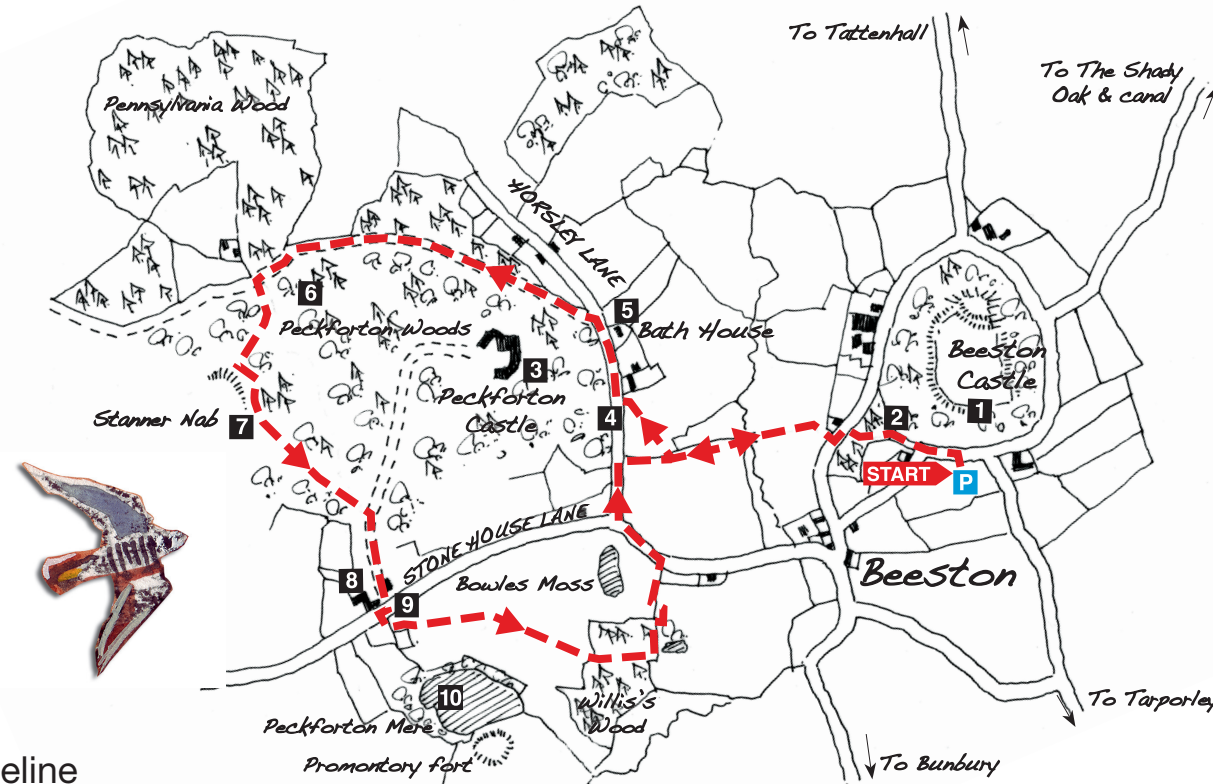 To Tattenhall
To The Shady
Oak & canal
Pennsylvania Wood
HORSLEY LANE
6
5
Bath House
Peckforton Woods
3
Beeston
Castle
1
Peckforton
Castle
4
2
Stanner Nab
7
START
P
STONE HOUSE LANE
8
Bowles Moss
Beeston
9
10
Willis's
Wood
Peckforton Mere
To Tarporley
Promontory fort
To Bunbury
eline